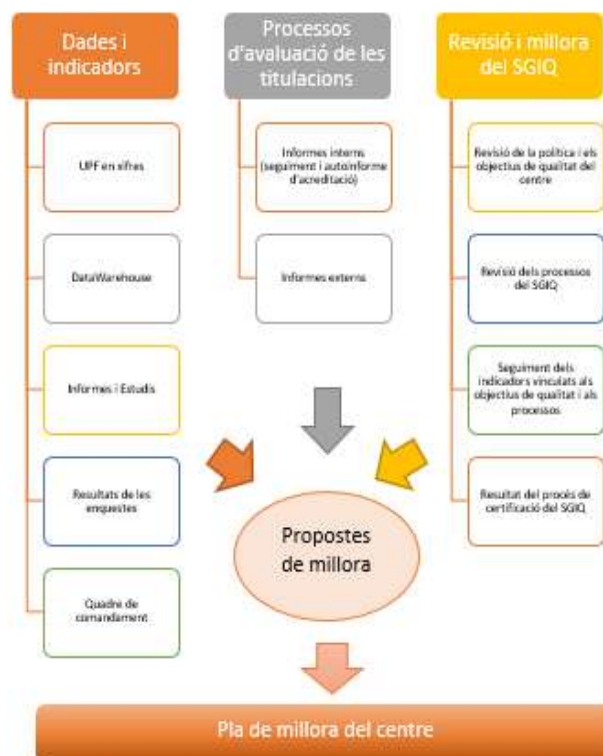 Dades i
indicadors
UPF en xifres
DataWarehouse
Informes i Estudis
Resultats de les
enquestes
Quadre de
comandament
Processos
d'avaluació de les
titulacions
Informes interns
(seguiment i autoinforme
d'acreditació)
Informes externs
Revisió i millora
del SGIQ
Revisió de la política i els
objectius de qualitat del
centre
Revisió dels processos
del SGIQ
Seguiment dels
indicadors vinculats als
objectius de qualitat i als
processos
Resultat del procés de
certificació del SGIQ
Propostes
de millora
Pla de millora del centre